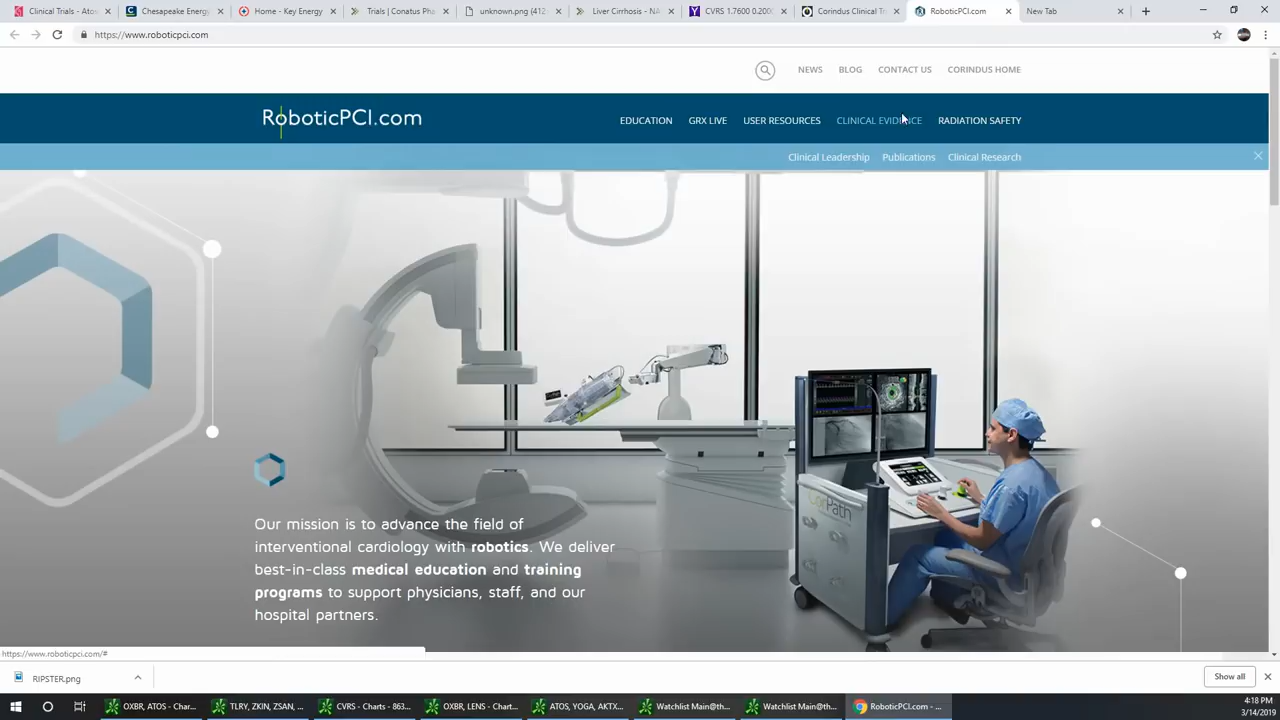 Clinical Trials - Atos
Chesapeake Energy
Home - Key Energy
Trials | Conatus Pha
unknown.png (412
Liver Cirrhosis - NA
CVRS 1.7600 0.200
Corindus Clinical Tr
RoboticPCI.com
New Tab
https://www.roboticpci.com
NEWS
BLOG
CONTACT US
CORINDUS HOME
RoboticPCI.com
EDUCATION
GRX LIVE
USER RESOURCES
CLINICAL EVIDENCE
RADIATION SAFETY
Clinical Leadership
Publications
Clinical Research
CorPath
Our mission is to advance the field of
interventional cardiology with robotics. We deliver
best-in-class medical education and training
programs to support physicians, staff, and our
hospital partners.
https://www.roboticpci.com/#
RIPSTER.png
Show all
OXBR, ATOS - Char...
TLRY, ZKIN, ZSAN, ...
CVRS - Charts - 863...
OXBR, LENS - Chart...
ATOS, YOGA, AKTX...
Watchlist Main@th...
Watchlist Main@th...
RoboticPCI.com - ...
4:18 PM
3/14/2019